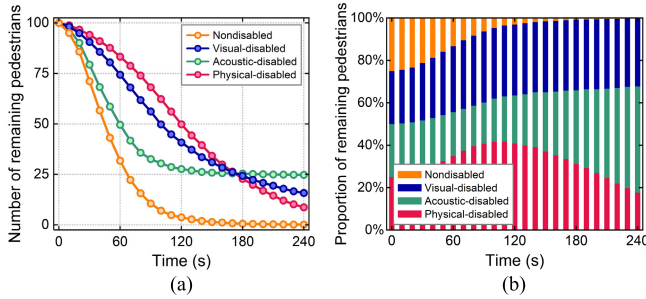 Number of remaining pedestrians
100
75
50
25
0
Nondisabled
Visual-disabled
Acoustic-disabled
Physical-disabled
0 60 120 180 240
Time (s)
(a)
Proportion of remaining pedestrians
100%
80%
60%
40%
20%
0%
Nondisabled
Visual-disabled
Acoustic-disabled
Physical-disabled
0 60 120 180 240
Time (s)
(b)